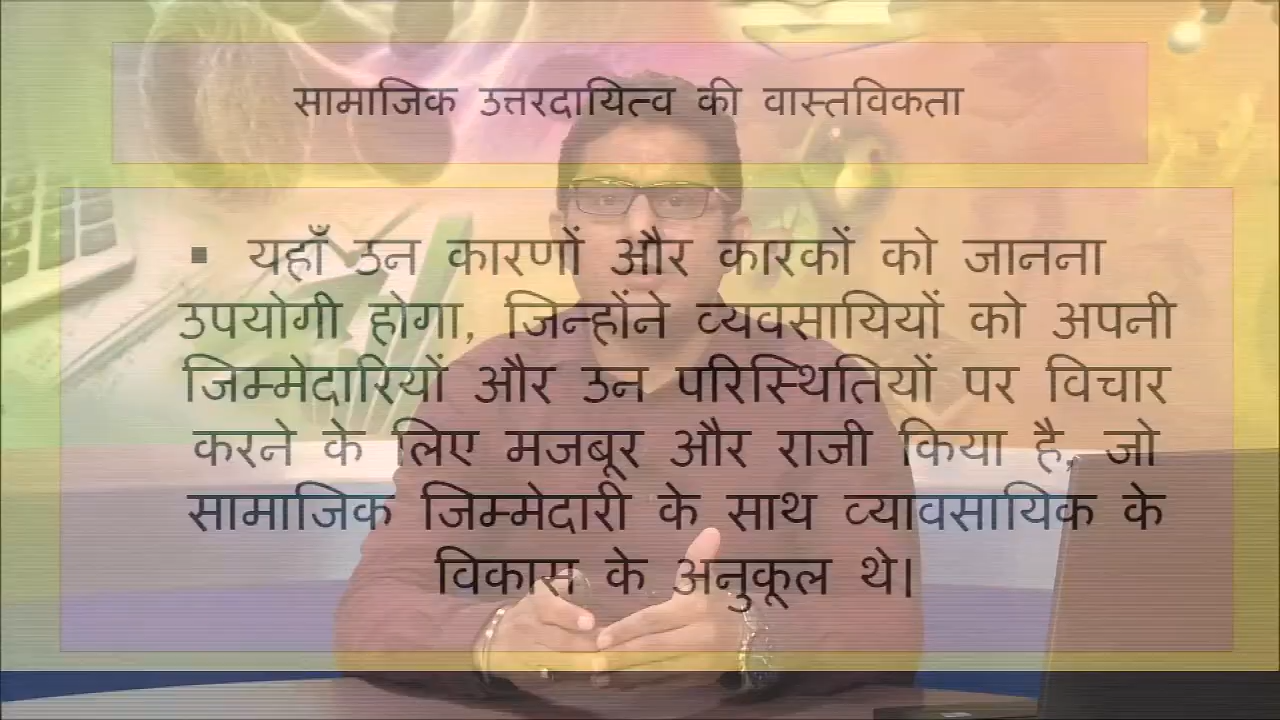 सामाजिक उत्तरदायित्व की वास्तविकता
▪ यहाँ उन कारणों और कारकों को जानना
उपयोगी होगा, जिन्होंने व्यवसायियों को अपनी
जिम्मेदारियों और उन परिस्थितियों पर विचार
करने के लिए मजबूर और राजी किया है, जो
सामाजिक जिम्मेदारी के साथ व्यावसायिक के
विकास के अनुकूल थे।